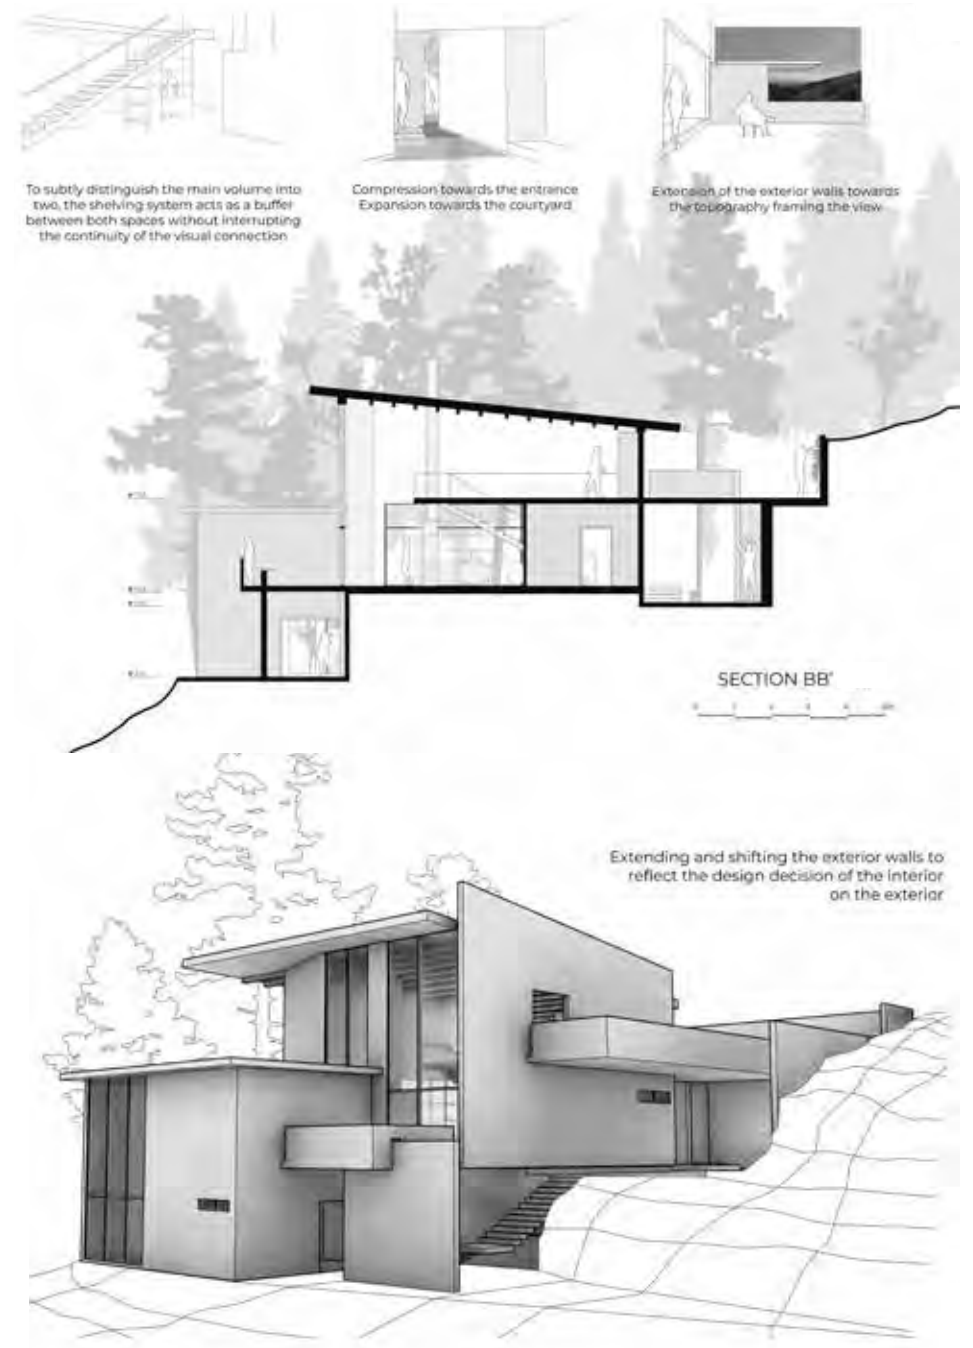 To subtly distinguish the main volume into
two, the shelving system acts as a buffer
between both spaces without interrupting
the continuity of the visual connection
Compression towards the entrance
Expansion towards the courtyard
Extension of the exterior walls towards
the topography framing the view
SECTION BB'
Extending and shifting the exterior walls to
reflect the design decision of the interior
on the exterior